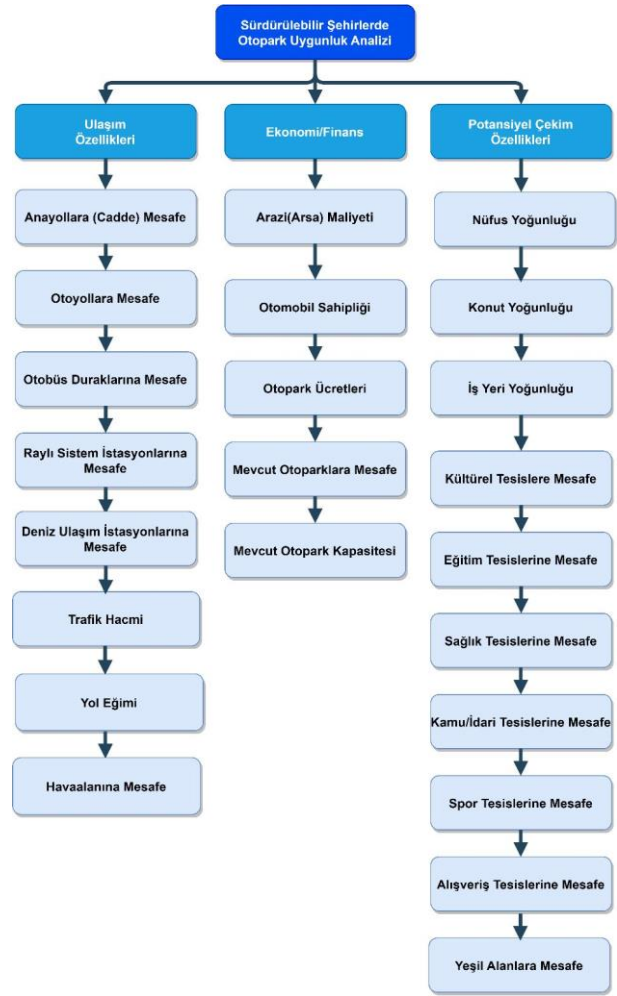 Sürdürülebilir Şehirlerde
Otopark Uygunluk Analizi
Ulaşım
Özellikleri
Anayollara (Cadde) Mesafe
Otoyollara Mesafe
Otobüs Duraklarına Mesafe
Raylı Sistem İstasyonlarına
Mesafe
Deniz Ulaşım İstasyonlarına
Mesafe
Trafik Hacmi
Yol Eğimi
Havaalanına Mesafe
Ekonomi/Finans
Arazi(Arsa) Maliyeti
Otomobil Sahipliği
Otopark Ücretleri
Mevcut Otoparklara Mesafe
Mevcut Otopark Kapasitesi
Potansiyel Çekim
Özellikleri
Nüfus Yoğunluğu
Konut Yoğunluğu
İş Yeri Yoğunluğu
Kültürel Tesislere Mesafe
Eğitim Tesislerine Mesafe
Sağlık Tesislerine Mesafe
Kamu/İdari Tesislerine Mesafe
Spor Tesislerine Mesafe
Alışveriş Tesislerine Mesafe
Yeşil Alanlara Mesafe